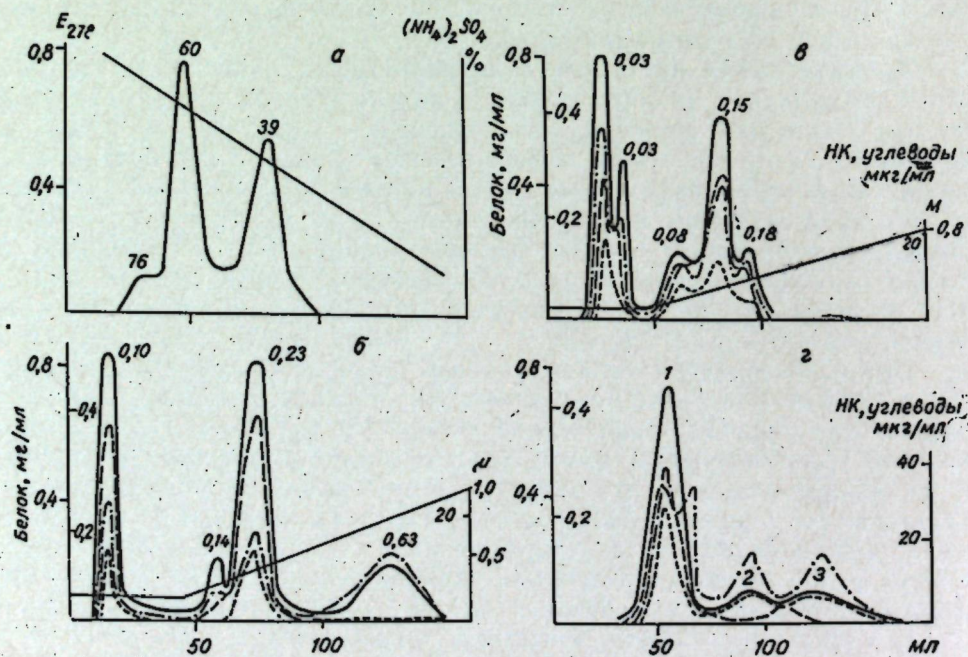 E₂₇₈
(NH₄)₂SO₄
%
а
0,8
0,4
76
60
39
100
в
0,8
0,4
0,4
0,2
Белок, мг/мл
0,03
0,03
0,08
0,15
0,18
НК, углеводы
мкг/мл
М
0,8
20
50
100
б
0,8
0,4
0,4
0,2
Белок, мг/мл
0,10
0,14
0,23
0,63
μ
1,0
20
0,5
50
100
г
0,8
0,4
0,4
0,2
1
2
3
НК, углеводы
мкг/мл
40
20
50
100
мл